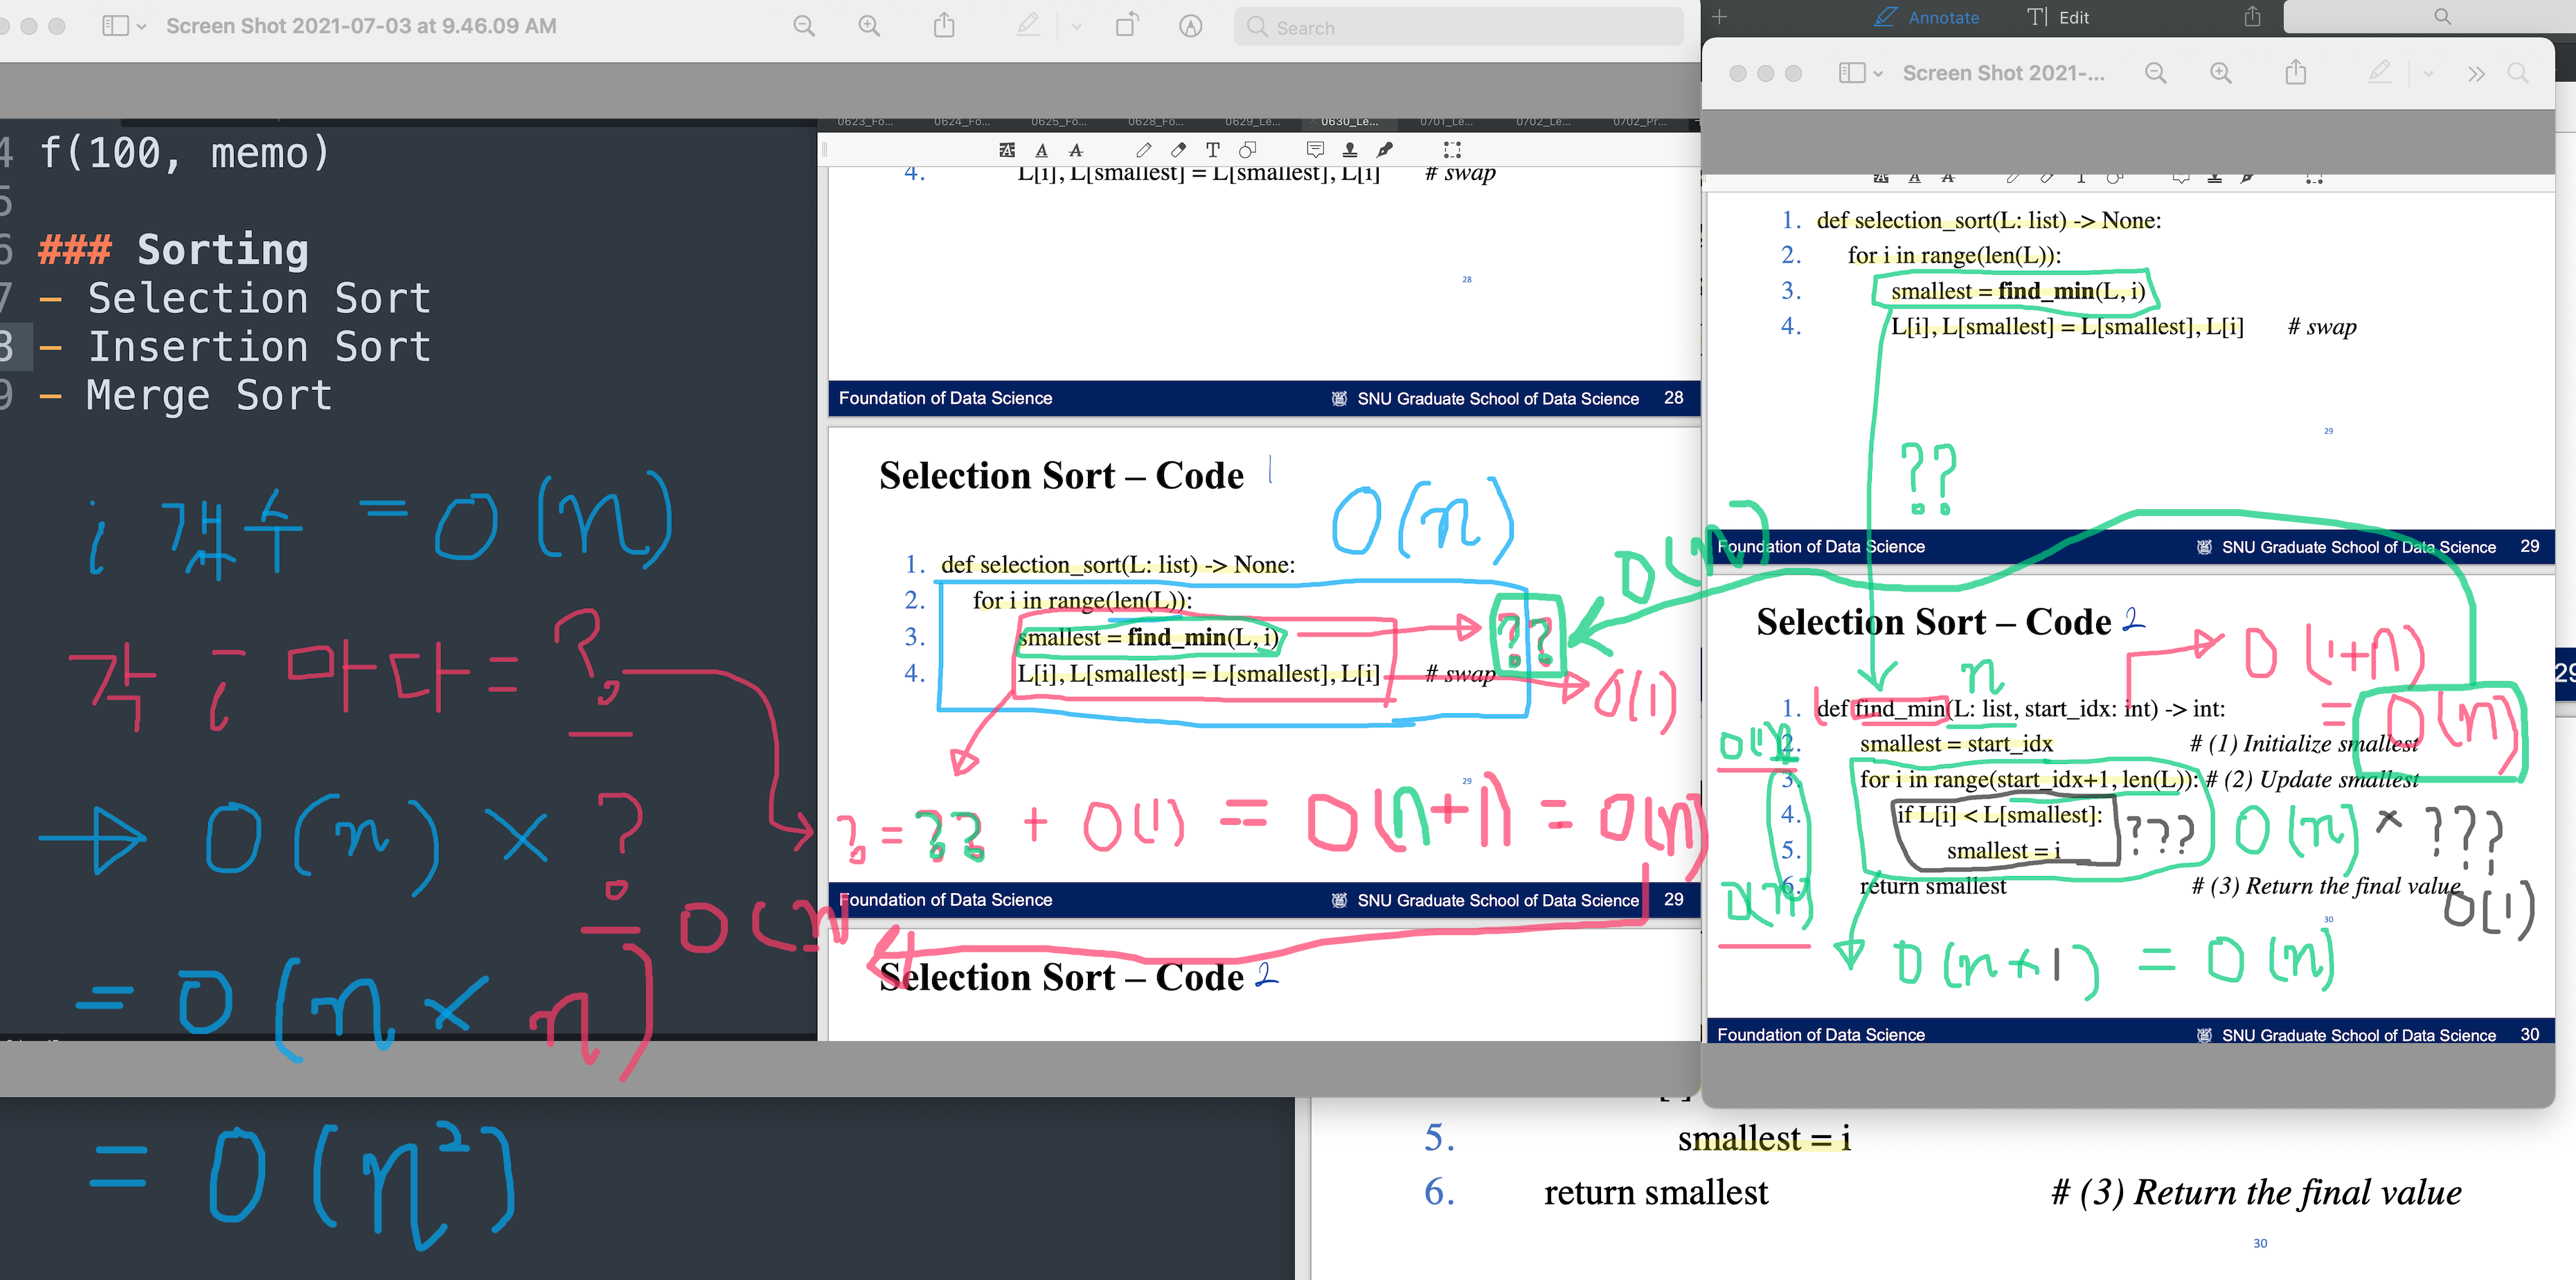 Screen Shot 2021-07-03 at 9.46.09 AM
Search
4 f(100, memo)
5
6 ### Sorting
7 - Selection Sort
8 - Insertion Sort
9 - Merge Sort
i 개수 = O(n)
각 i 마다 = ?
→ O(n) × ?
O(n)
= O(n × n)
= O(n²)
0623_Fo... 0624_Fo... 0625_Fo... 0628_Fo... 0629_Le... 0630_Le... 0701_Le... 0702_Le... 0702_Pr...
4. L[i], L[smallest] = L[smallest], L[i] # swap
28
Foundation of Data Science SNU Graduate School of Data Science 28
Selection Sort – Code 1
O(n)
1. def selection_sort(L: list) -> None:
2. for i in range(len(L)):
3. smallest = find_min(L, i)
??
4. L[i], L[smallest] = L[smallest], L[i] # swap
O(1)
O(n)
29
? = ?? + O(1) = O(n+1) = O(n)
Foundation of Data Science SNU Graduate School of Data Science 29
Selection Sort – Code 2
Annotate Edit
Screen Shot 2021-...
1. def selection_sort(L: list) -> None:
2. for i in range(len(L)):
3. smallest = find_min(L, i)
4. L[i], L[smallest] = L[smallest], L[i] # swap
29
??
Foundation of Data Science SNU Graduate School of Data Science 29
Selection Sort – Code 2
n
O(1+n)
= O(n)
1. def find_min(L: list, start_idx: int) -> int:
O(1)
2. smallest = start_idx # (1) Initialize smallest
3. for i in range(start_idx+1, len(L)): # (2) Update smallest
4. if L[i] < L[smallest]:
??? O(n) × ???
5. smallest = i
6. return smallest # (3) Return the final value
O(n)
O(1)
30
O(n×1) = O(n)
Foundation of Data Science SNU Graduate School of Data Science 30
5. smallest = i
6. return smallest # (3) Return the final value
30